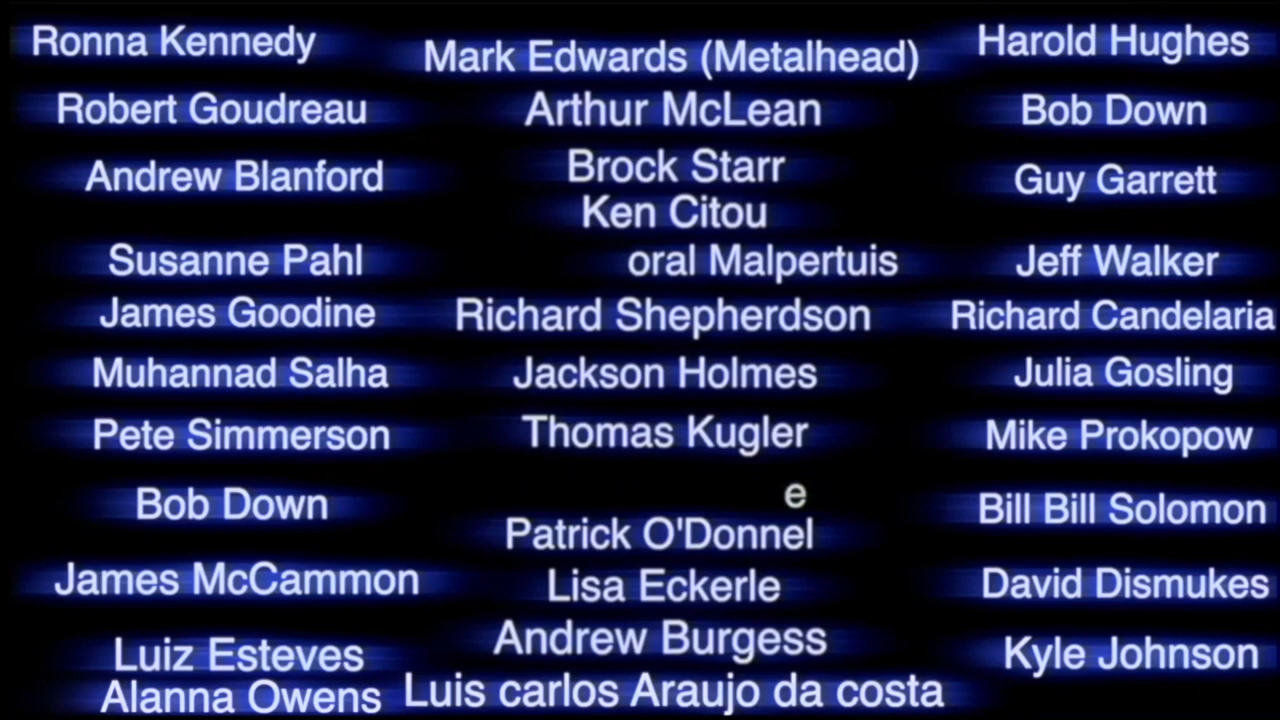 Ronna Kennedy
Robert Goudreau
Andrew Blanford
Susanne Pahl
James Goodine
Muhannad Salha
Pete Simmerson
Bob Down
James McCammon
Luiz Esteves
Alanna Owens
Mark Edwards (Metalhead)
Arthur McLean
Brock Starr
Ken Citou
oral Malpertuis
Richard Shepherdson
Jackson Holmes
Thomas Kugler
e
Patrick O'Donnel
Lisa Eckerle
Andrew Burgess
Luis carlos Araujo da costa
Harold Hughes
Bob Down
Guy Garrett
Jeff Walker
Richard Candelaria
Julia Gosling
Mike Prokopow
Bill Bill Solomon
David Dismukes
Kyle Johnson